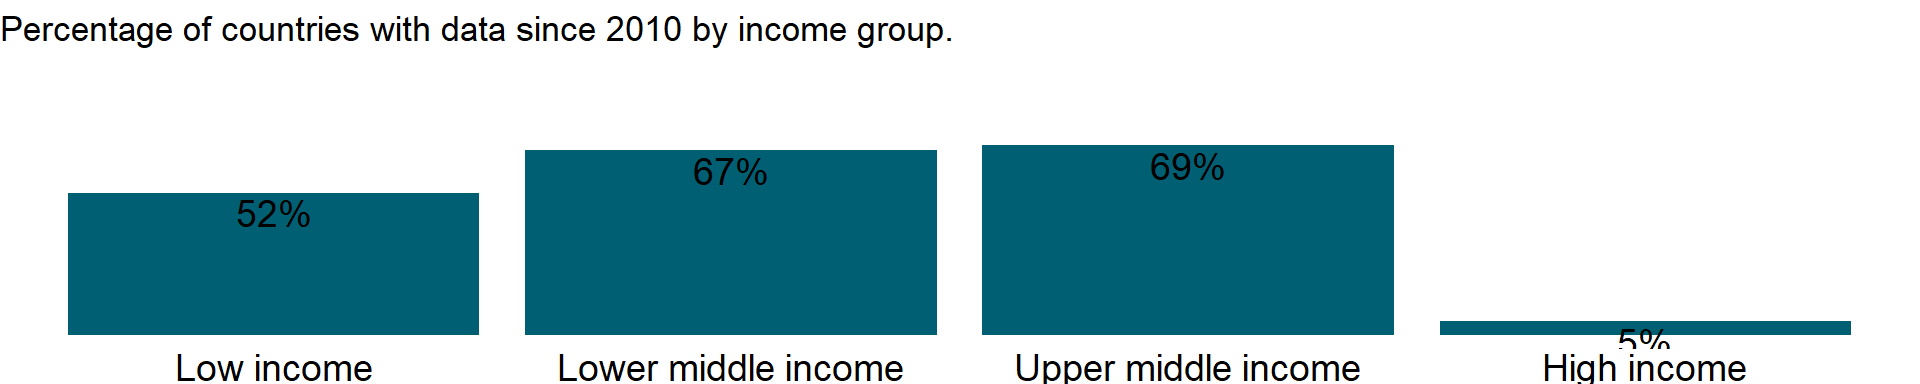 Percentage of countries with data since 2010 by income group.
52%
67%
69%
5%
Low income
Lower middle income
Upper middle income
High income